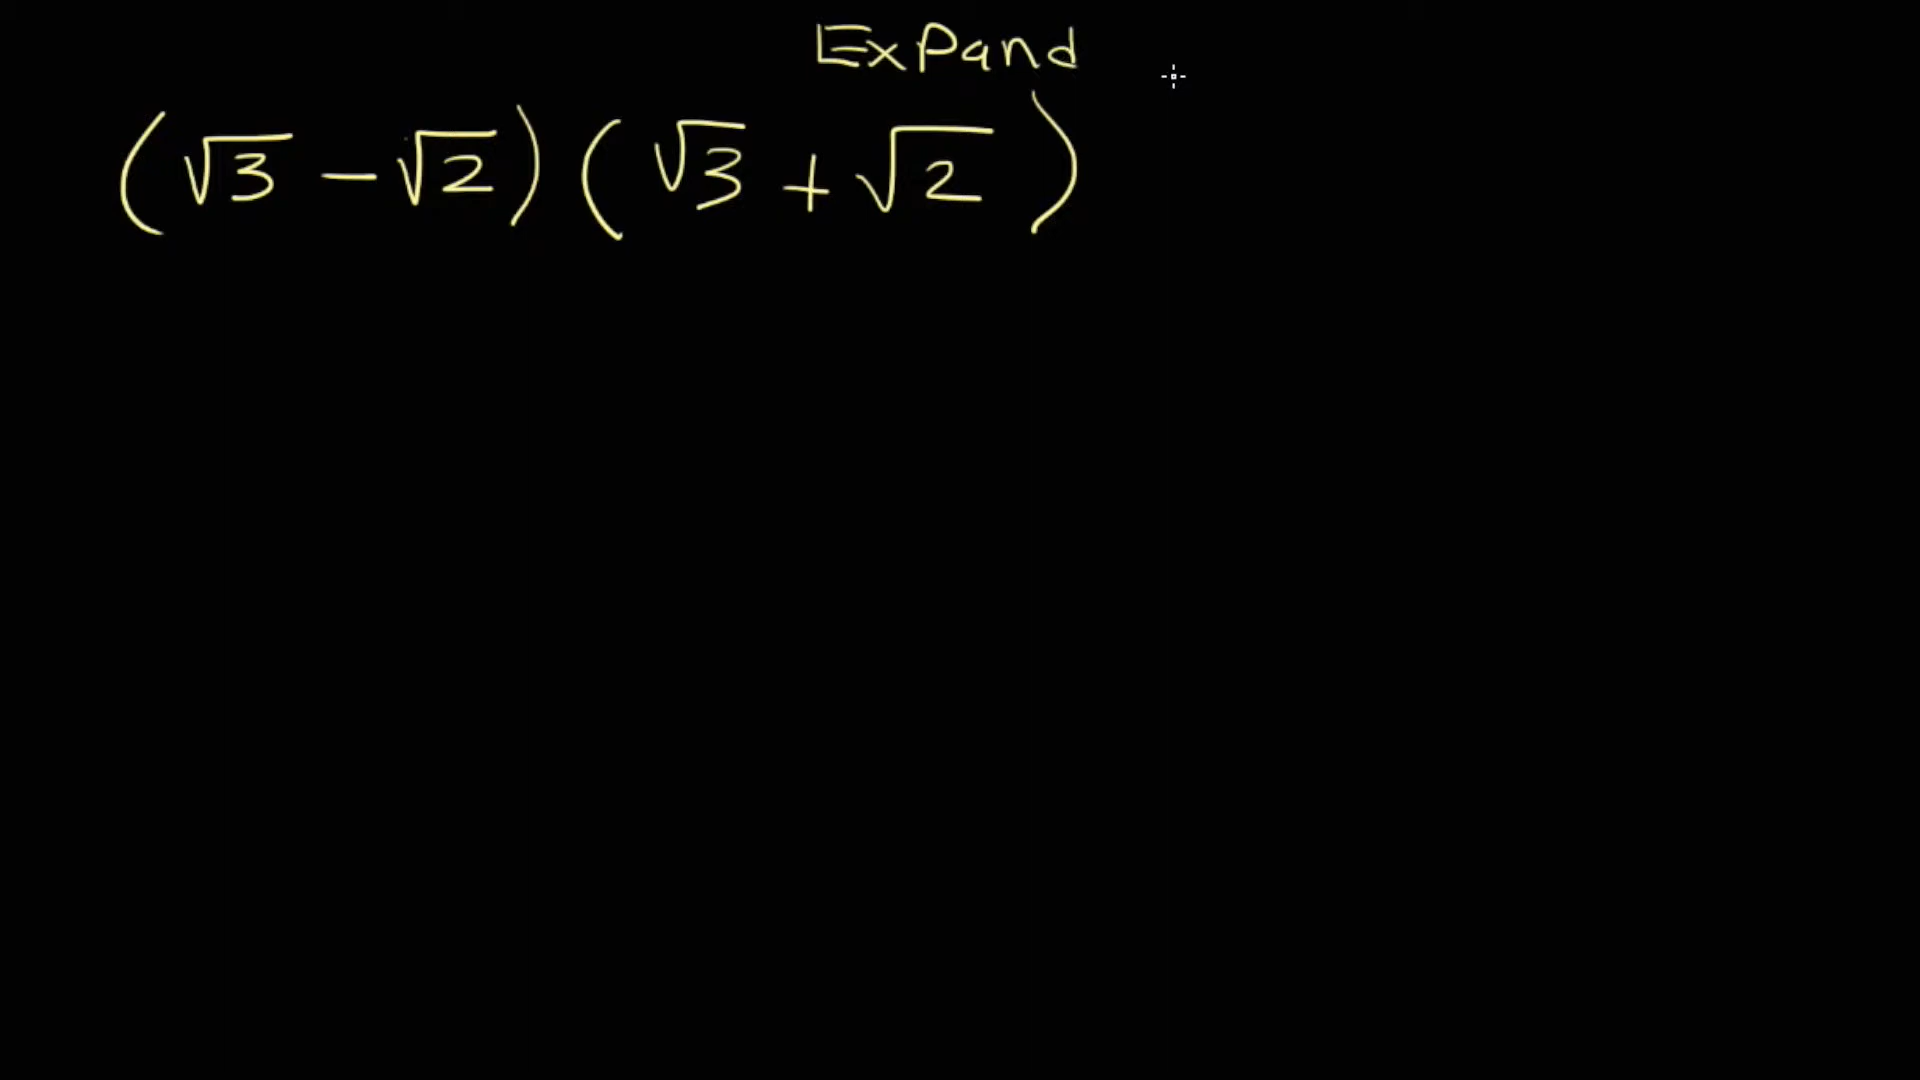 Expand
(√3 − √2)(√3 + √2)